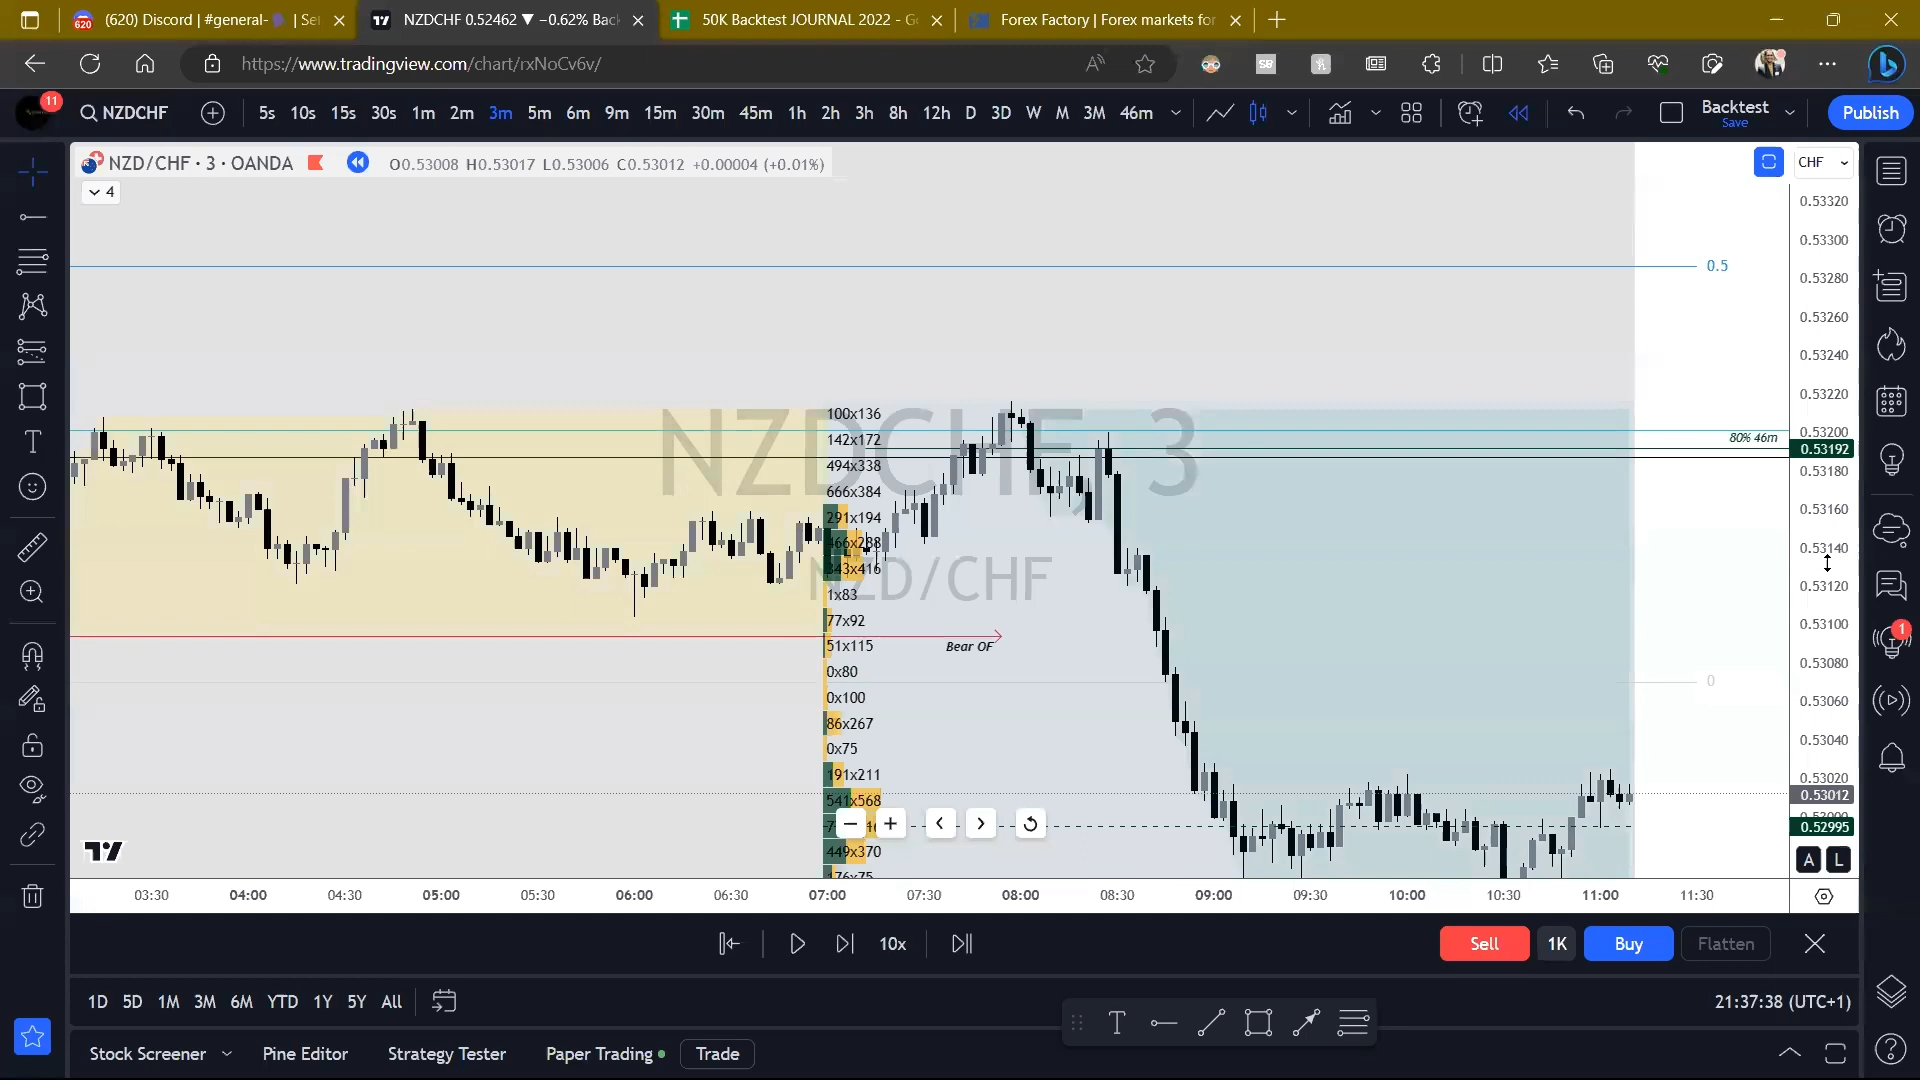 620 (620) Discord | #general- | Se
NZDCHF 0.52462 ▼ −0.62% Bac
50K Backtest JOURNAL 2022 - G
Forex Factory | Forex markets for
https://www.tradingview.com/chart/rxNoCv6v/
11 NZDCHF 5s 10s 15s 30s 1m 2m 3m 5m 6m 9m 15m 30m 45m 1h 2h 3h 8h 12h D 3D W M 3M 46m Backtest Save Publish
NZD/CHF · 3 · OANDA O0.53008 H0.53017 L0.53006 C0.53012 +0.00004 (+0.01%) CHF
4
0.53320
0.53300
0.5 0.53280
0.53260
0.53240
0.53220
100x136
0.53200
142x172 80% 46m
0.53192
NZDCHF, 3
494x338 0.53180
666x384
291x194 0.53160
0.53140
343x416
NZD/CHF
1x83 0.53120
77x92 0.53100
51x115 Bear OF
0x80 0.53080
0
0x100 0.53060
86x267
0x75 0.53040
191x211 0.53020
541x568 0.53012
0.52995
449x370
176x75
A L
03:30 04:00 04:30 05:00 05:30 06:00 06:30 07:00 07:30 08:00 08:30 09:00 09:30 10:00 10:30 11:00 11:30
10x Sell 1K Buy Flatten
1D 5D 1M 3M 6M YTD 1Y 5Y All 21:37:38 (UTC+1)
Stock Screener Pine Editor Strategy Tester Paper Trading Trade
1